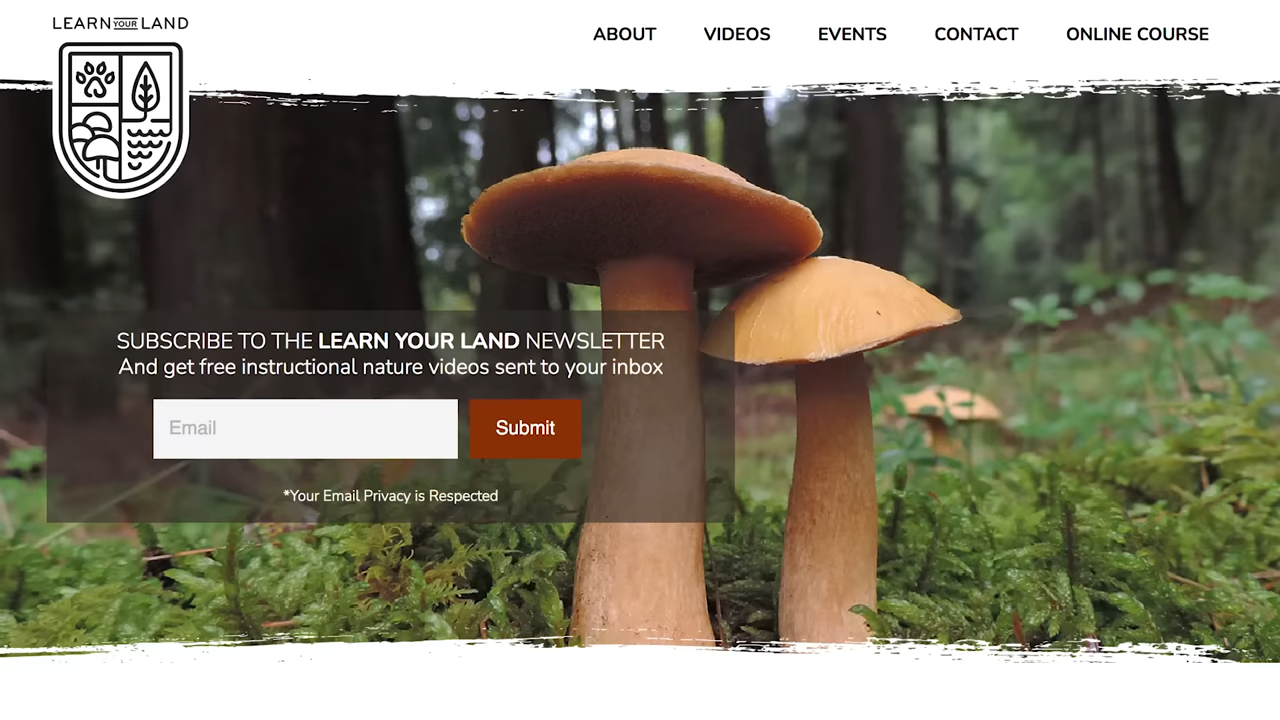 LEARN YOUR LAND
ABOUT
VIDEOS
EVENTS
CONTACT
ONLINE COURSE
SUBSCRIBE TO THE LEARN YOUR LAND NEWSLETTER
And get free instructional nature videos sent to your inbox
Email
Submit
*Your Email Privacy is Respected